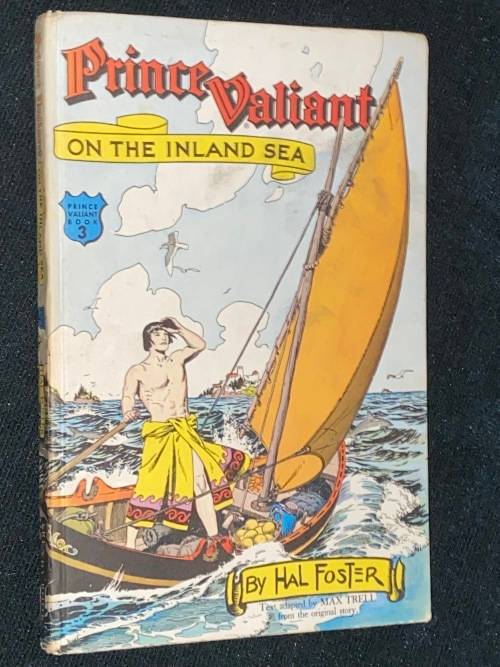 Prince
Valiant
ON THE INLAND SEA
PRINCE
VALIANT
BOOK
3
BY HAL FOSTER
Text adapted by MAX TRELL
from the original story.